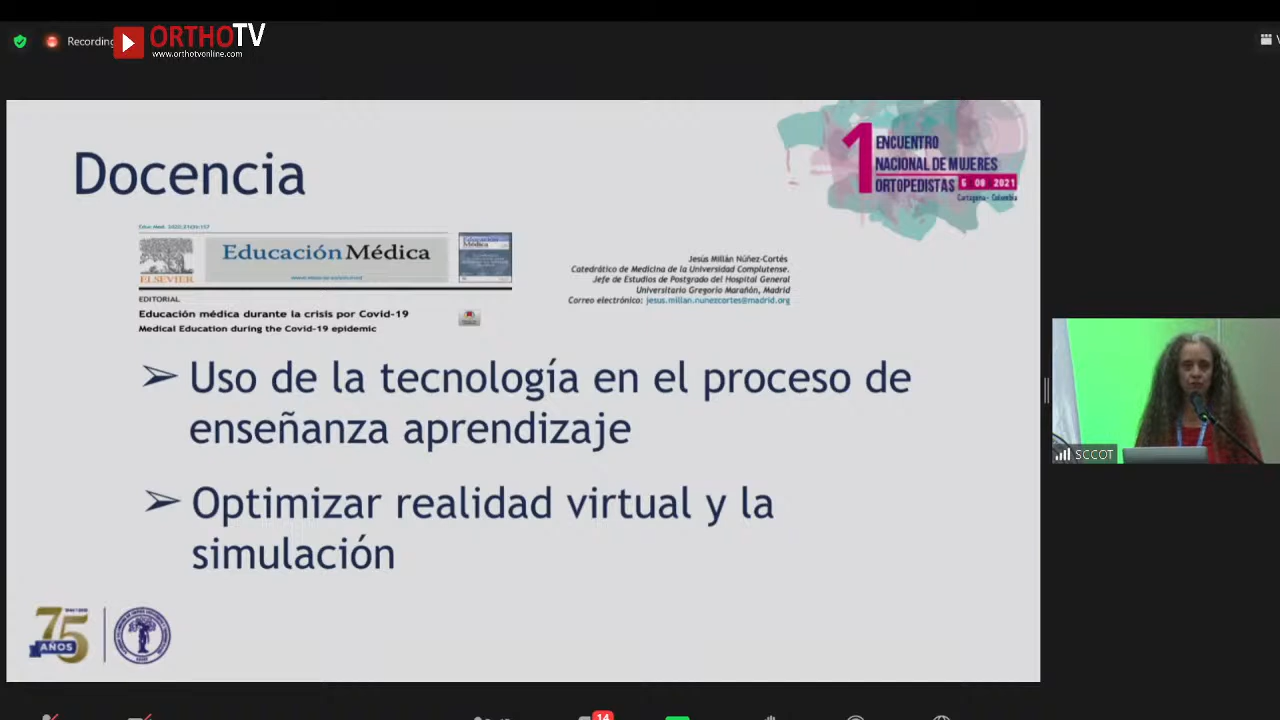 Recording
ORTHOTV
www.orthotvonline.com
Docencia
1 ENCUENTRO
NACIONAL DE MUJERES
ORTOPEDISTAS 6 08 2021
Cartagena - Colombia
ELSEVIER
Educación Médica
EDITORIAL
Educación médica durante la crisis por Covid-19
Medical Education during the Covid-19 epidemic
Jesús Millán Núñez-Cortés
Catedrático de Medicina de la Universidad Complutense.
Jefe de Estudios de Postgrado del Hospital General
Universitario Gregorio Marañón, Madrid
Correo electrónico: jesus.millan.nunezcortes@madrid.org
➢ Uso de la tecnología en el proceso de
enseñanza aprendizaje
➢ Optimizar realidad virtual y la
simulación
SCCOT
75
AÑOS
14